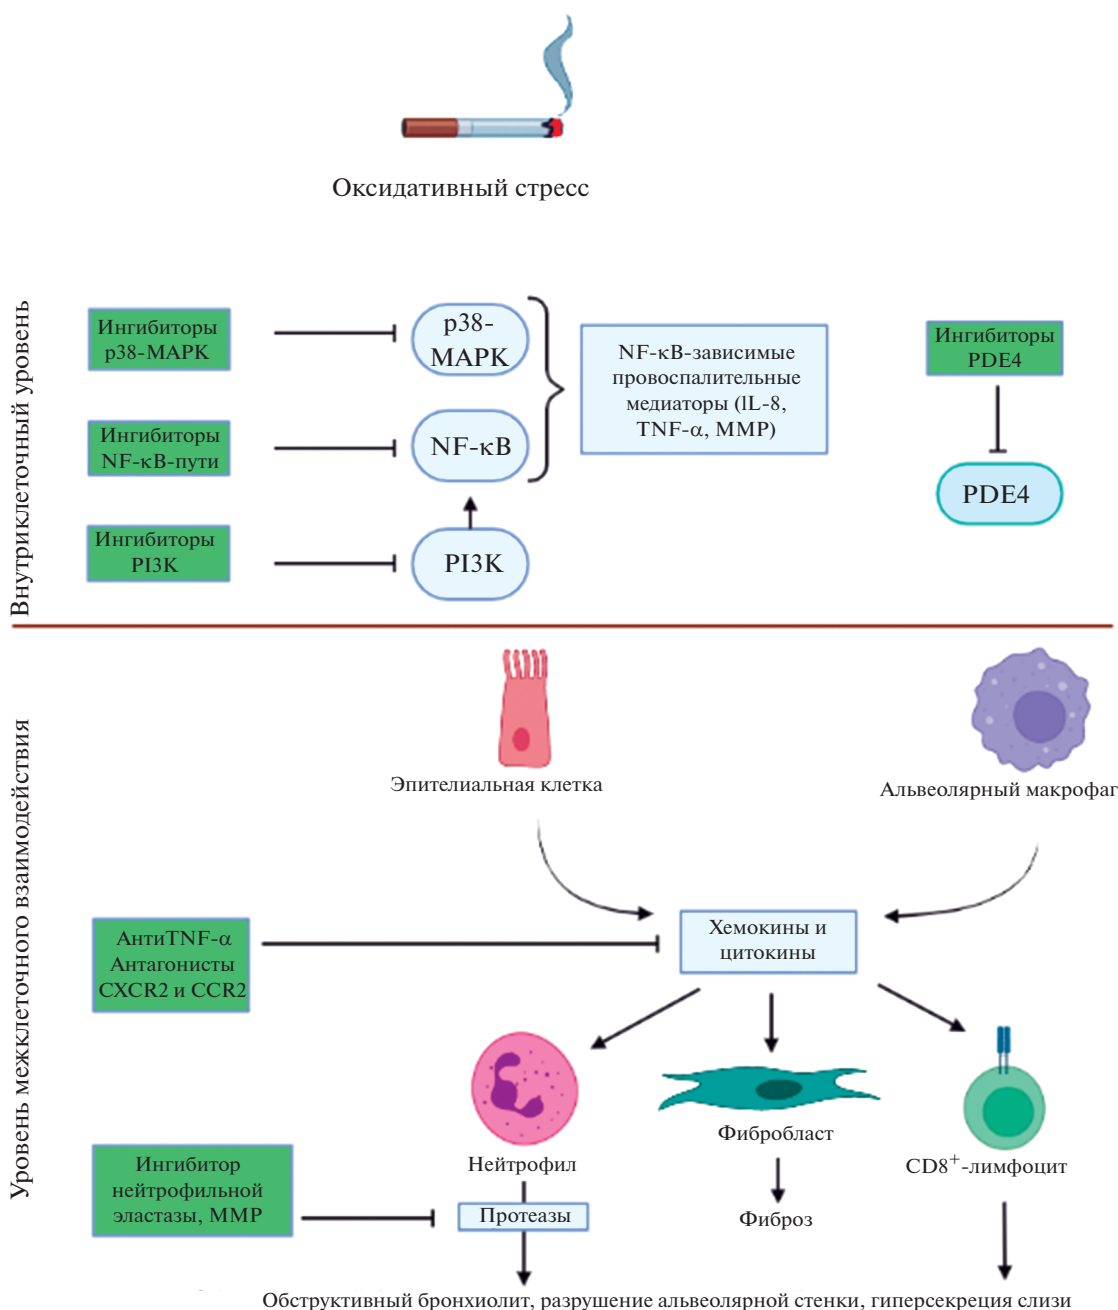 Оксидативный стресс
Внутриклеточный уровень
Ингибиторы
p38-MAPK
p38-
MAPK
NF-κB-зависимые
провоспалительные
медиаторы (IL-8,
TNF-α, MMP)
Ингибиторы
PDE4
Ингибиторы
NF-κB-пути
NF-κB
PDE4
Ингибиторы
PI3K
PI3K
Уровень межклеточного взаимодействия
Эпителиальная клетка
Альвеолярный макрофаг
АнтиTNF-α
Антагонисты
CXCR2 и CCR2
Хемокины и
цитокины
Нейтрофил
Фибробласт
CD8+-лимфоцит
Ингибитор
нейтрофильной
эластазы, MMP
Протеазы
Фиброз
Обструктивный бронхиолит, разрушение альвеолярной стенки, гиперсекреция слизи